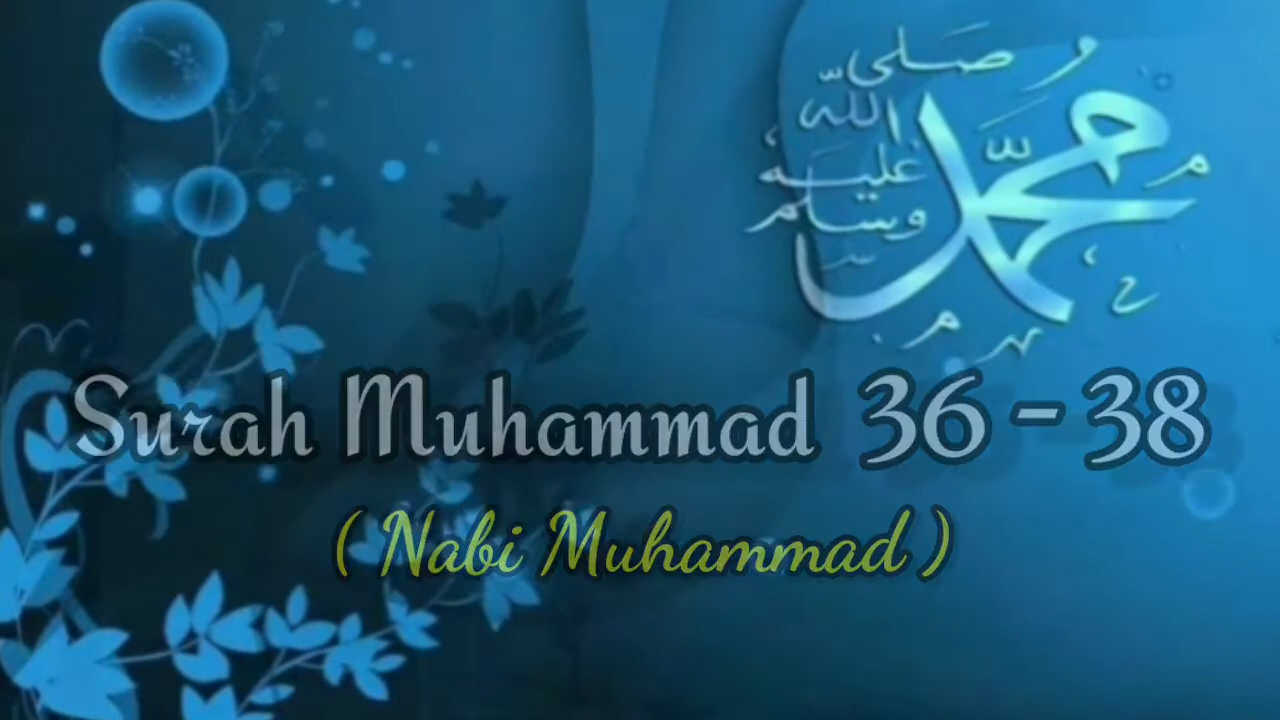 محمد
صلى
الله
عليه
وسلم
Surah Muhammad 36 - 38
( Nabi Muhammad )